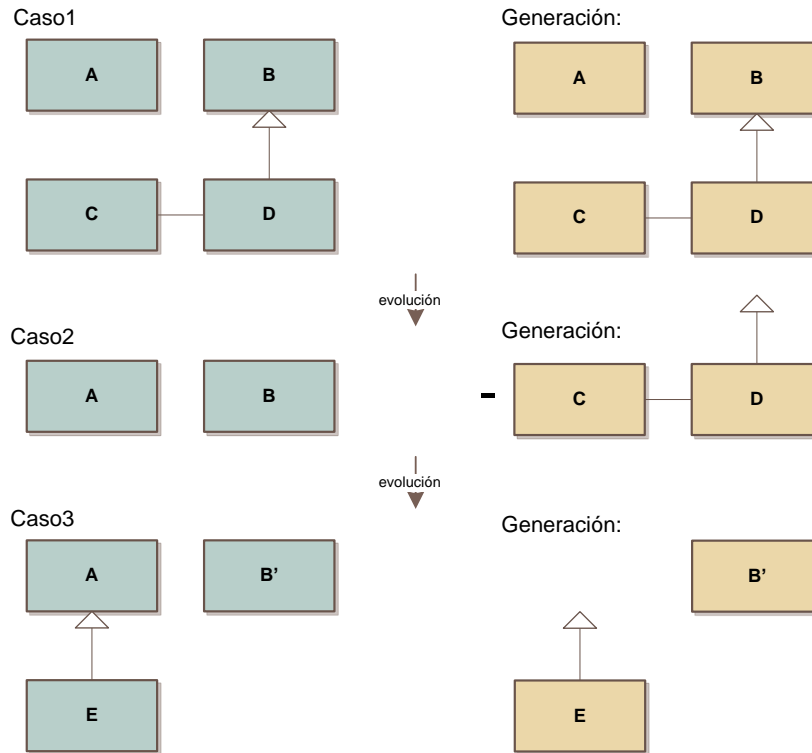 Caso1
Generación:
A
B
A
B
C
D
C
D
evolución
Caso2
Generación:
A
B
-
C
D
evolución
Caso3
Generación:
A
B'
B'
E
E